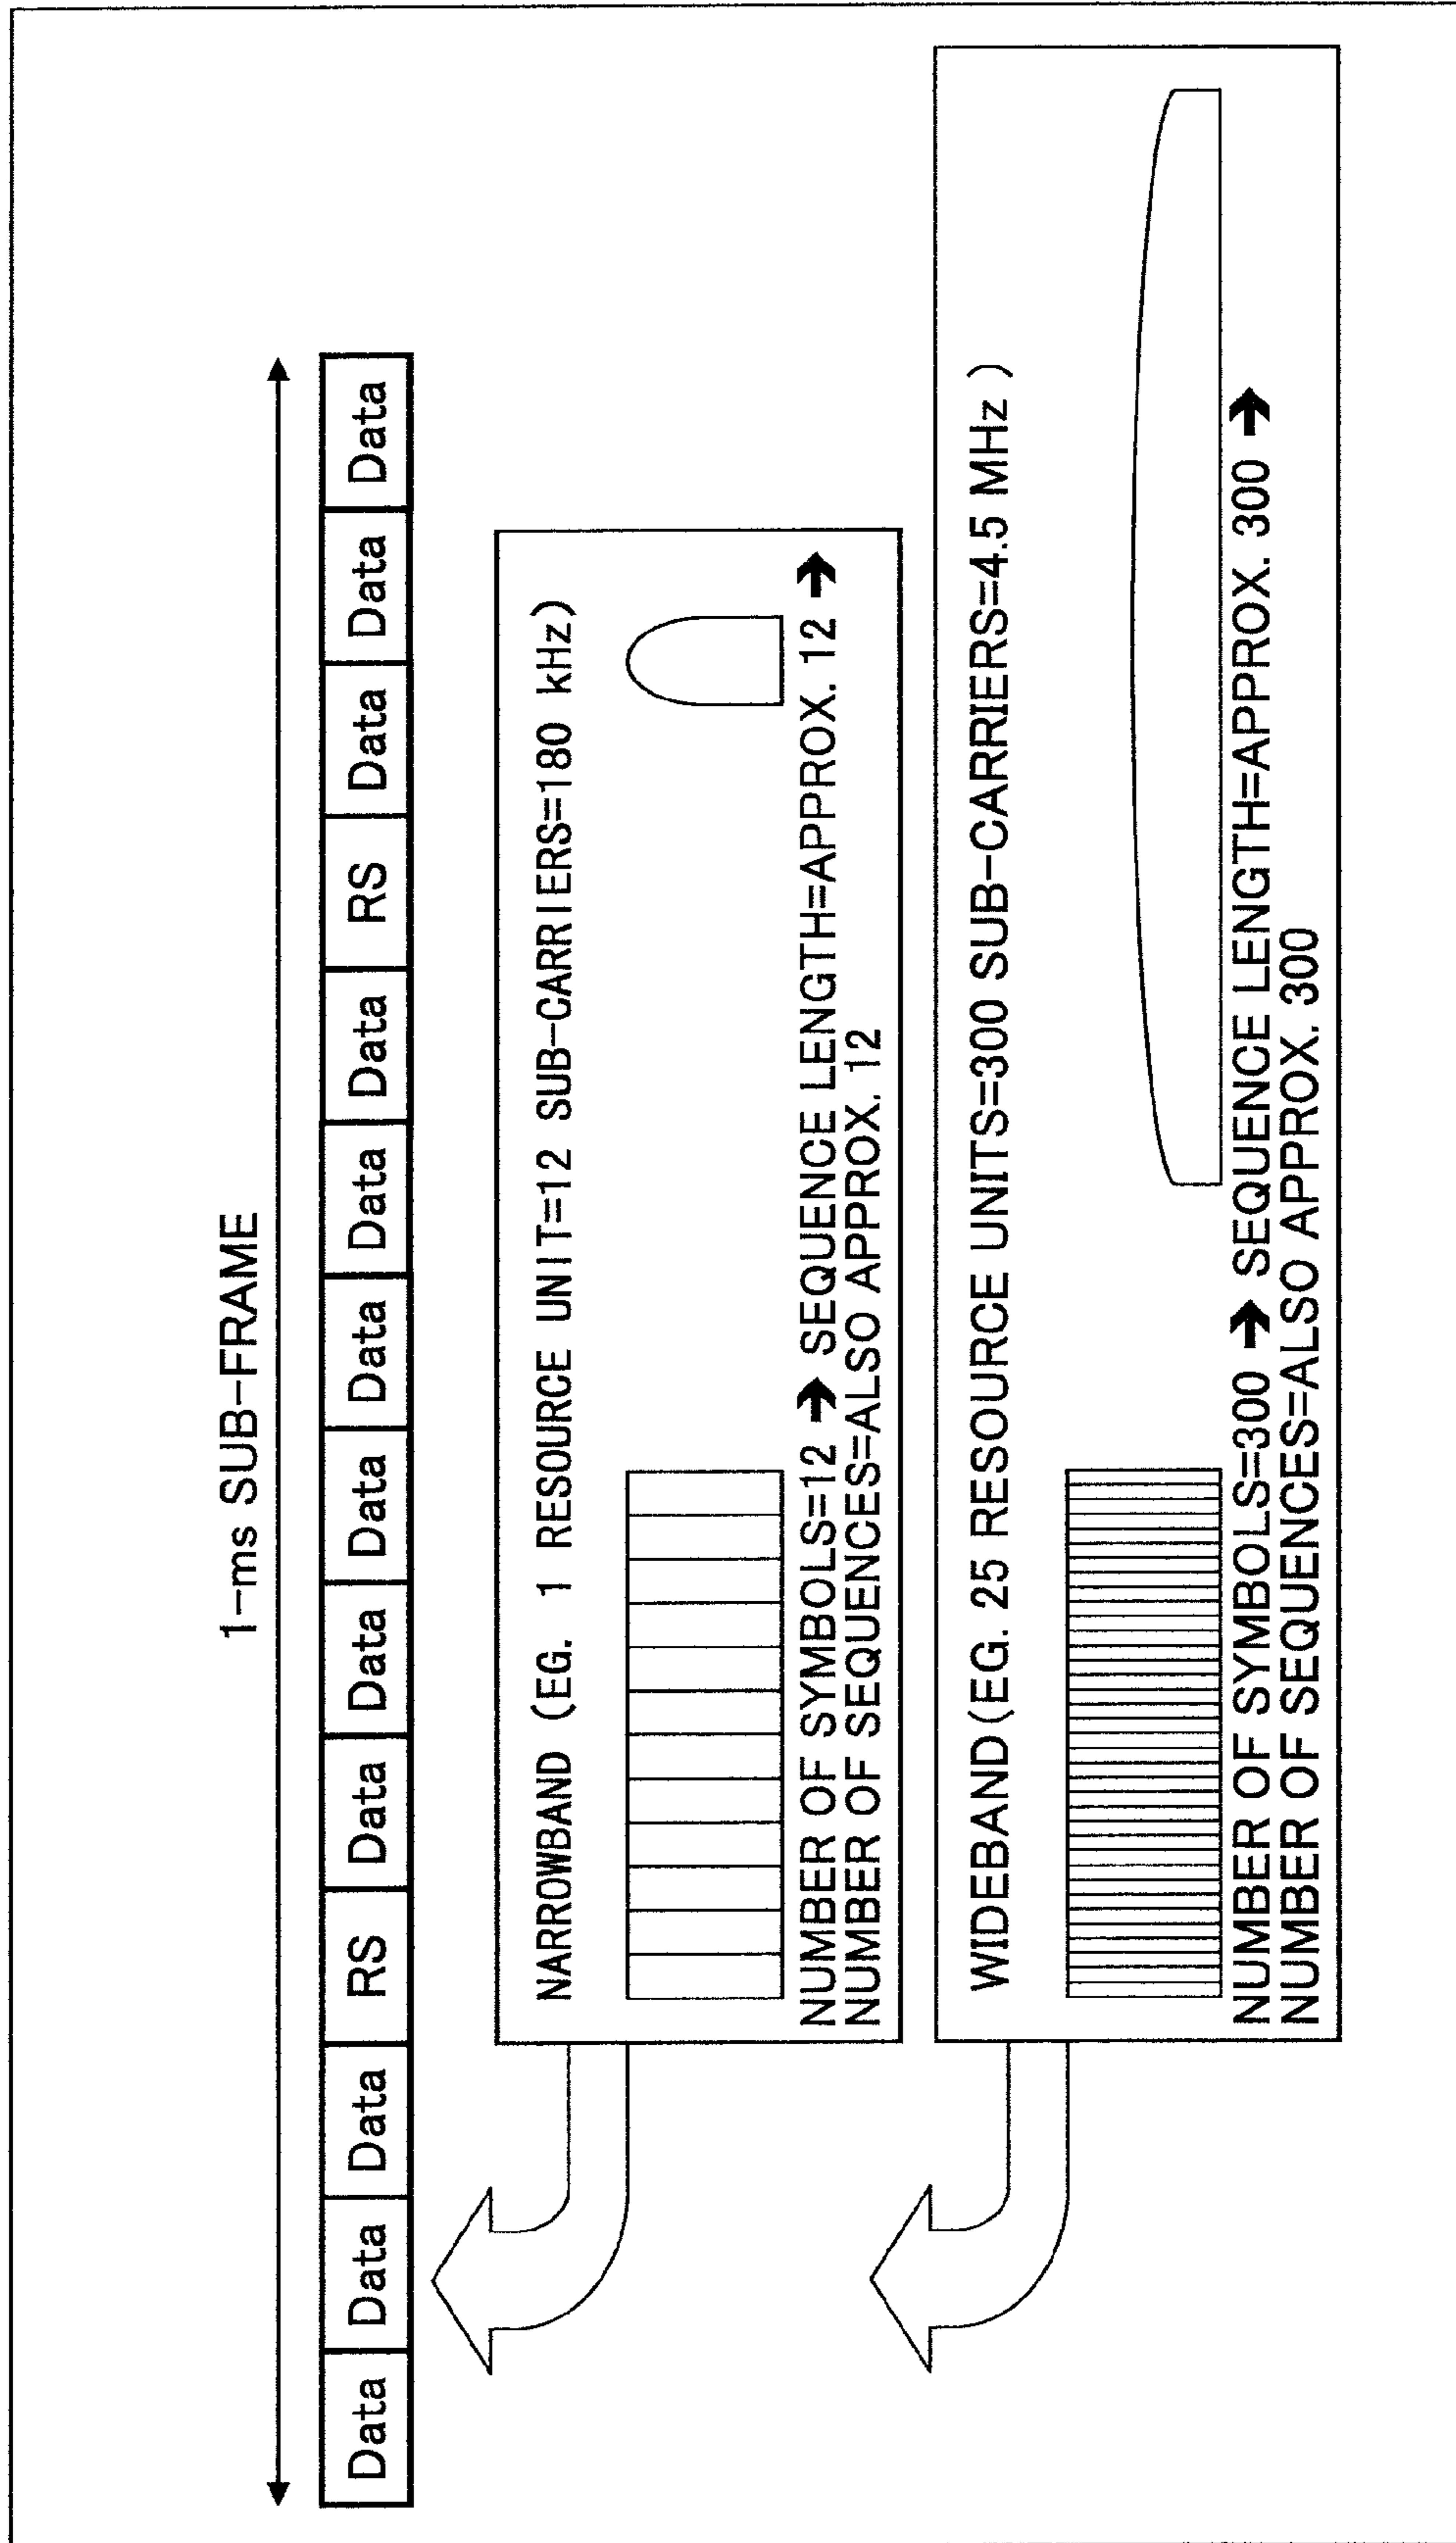 1-ms SUB-FRAME
Data Data Data RS Data Data Data Data Data Data RS Data Data Data
NARROWBAND (EG. 1 RESOURCE UNIT=12 SUB-CARRIERS=180 kHz)
NUMBER OF SYMBOLS=12 ➔ SEQUENCE LENGTH=APPROX. 12 ➔
NUMBER OF SEQUENCES=ALSO APPROX. 12
WIDEBAND(EG. 25 RESOURCE UNITS=300 SUB-CARRIERS=4.5 MHz)
NUMBER OF SYMBOLS=300 ➔ SEQUENCE LENGTH=APPROX. 300 ➔
NUMBER OF SEQUENCES=ALSO APPROX. 300